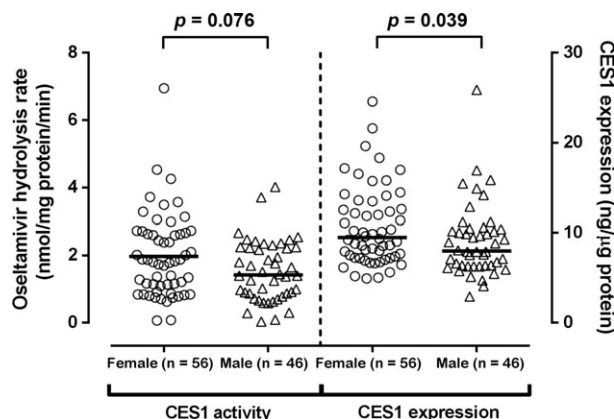 p = 0.076
p = 0.039
Oseltamivir hydrolysis rate
(nmol/mg protein/min)
8
6
4
2
0
30
20
10
0
CES1
expression (ng/µg protein)
Female (n = 56)
Male (n = 46)
Female (n = 56)
Male (n = 46)
CES1 activity
CES1 expression